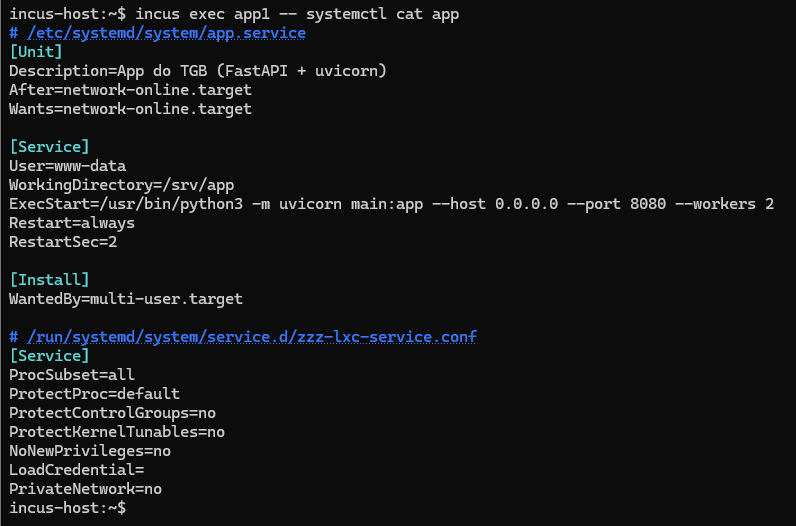 incus-host:~$ incus exec app1 -- systemctl cat app
# /etc/systemd/system/app.service
[Unit]
Description=App do TGB (FastAPI + uvicorn)
After=network-online.target
Wants=network-online.target

[Service]
User=www-data
WorkingDirectory=/srv/app
ExecStart=/usr/bin/python3 -m uvicorn main:app --host 0.0.0.0 --port 8080 --workers 2
Restart=always
RestartSec=2

[Install]
WantedBy=multi-user.target

# /run/systemd/system/service.d/zzz-lxc-service.conf
[Service]
ProcSubset=all
ProtectProc=default
ProtectControlGroups=no
ProtectKernelTunables=no
NoNewPrivileges=no
LoadCredential=
PrivateNetwork=no
incus-host:~$